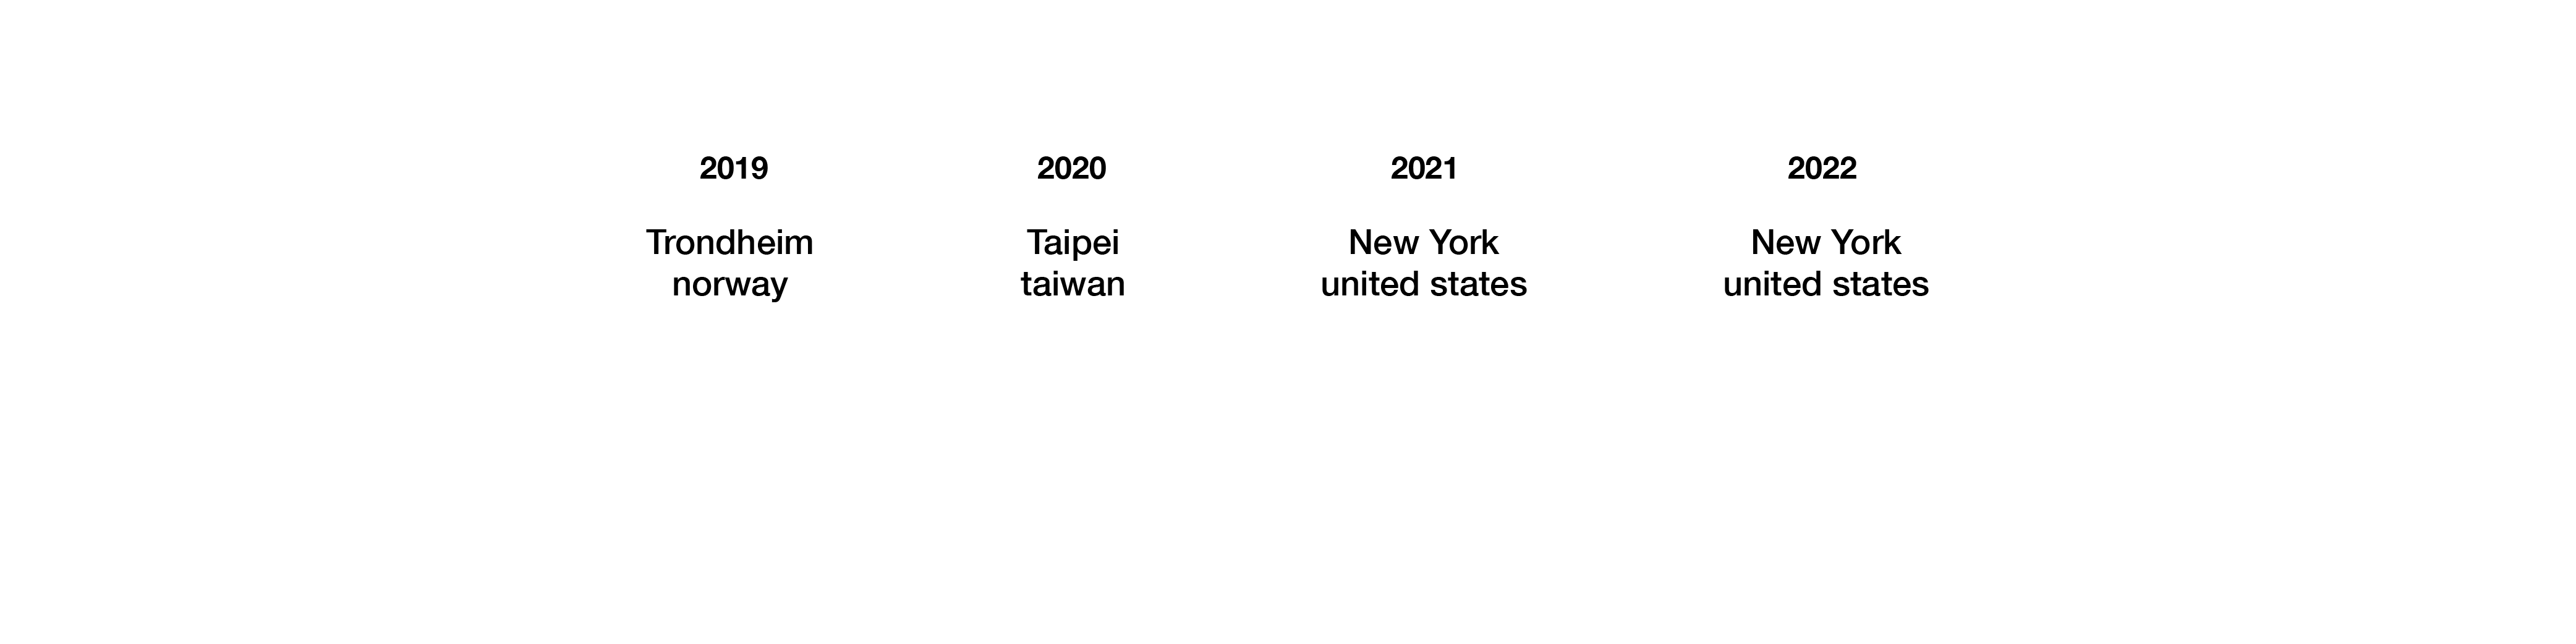 2019
Trondheim
norway
2020
Taipei
taiwan
2021
New York
united states
2022
New York
united states